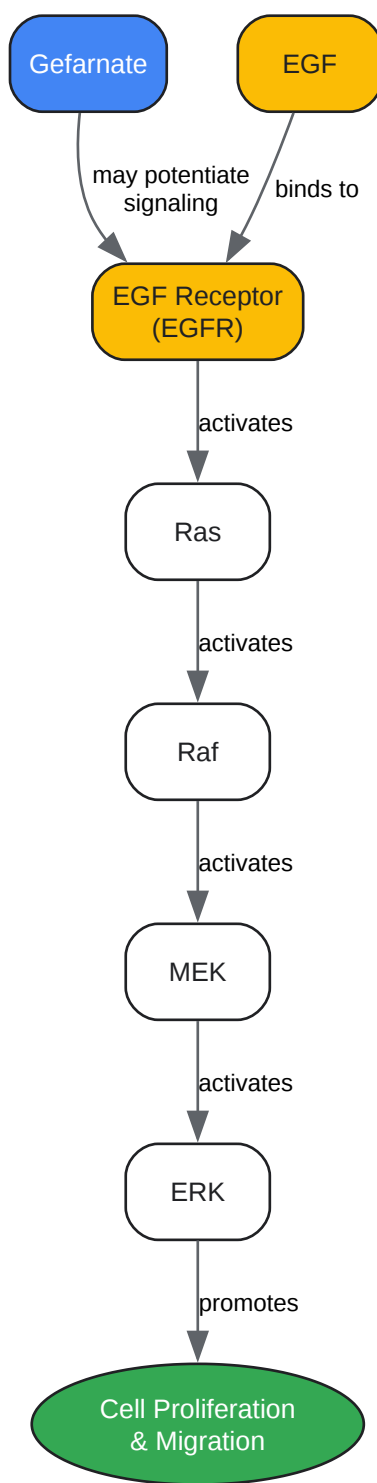 Gefarnate
EGF
may potentiate
signaling
binds to
EGF Receptor
(EGFR)
activates
Ras
activates
Raf
activates
MEK
activates
ERK
promotes
Cell Proliferation
& Migration